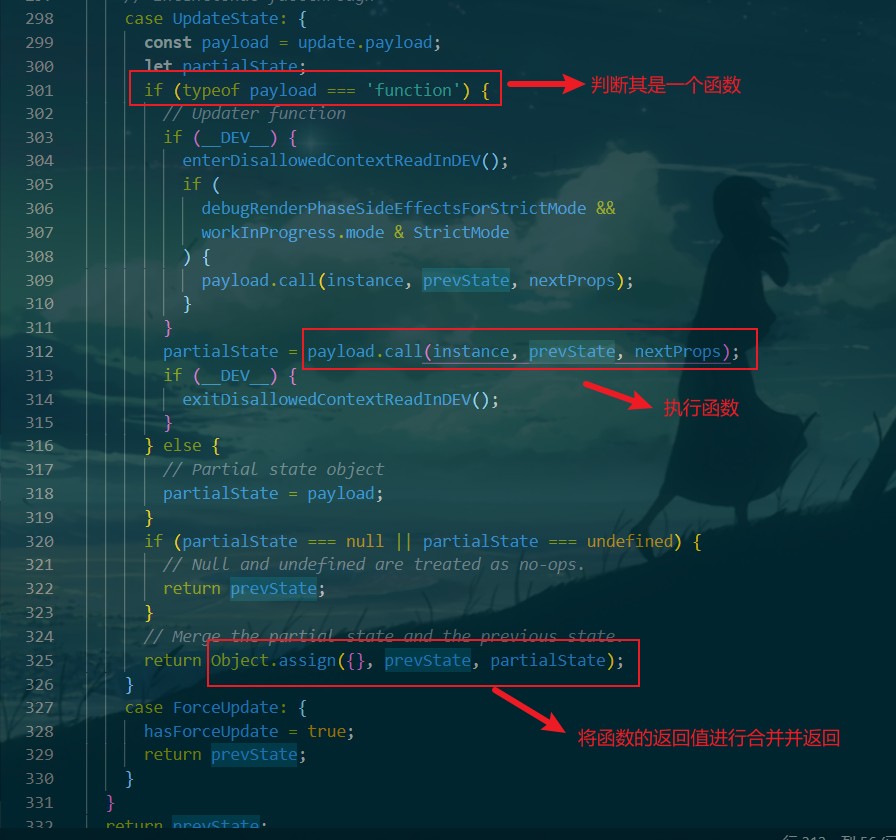 298 case UpdateState: {
299 const payload = update.payload;
300 let partialState;
301 if (typeof payload === 'function') {
判断其是一个函数
302 // Updater function
303 if (__DEV__) {
304 enterDisallowedContextReadInDEV();
305 if (
306 debugRenderPhaseSideEffectsForStrictMode &&
307 workInProgress.mode & StrictMode
308 ) {
309 payload.call(instance, prevState, nextProps);
310 }
311 }
312 partialState = payload.call(instance, prevState, nextProps);
313 if (__DEV__) {
314 exitDisallowedContextReadInDEV();
执行函数
315 }
316 } else {
317 // Partial state object
318 partialState = payload;
319 }
320 if (partialState === null || partialState === undefined) {
321 // Null and undefined are treated as no-ops.
322 return prevState;
323 }
324 // Merge the partial state and the previous state.
325 return Object.assign({}, prevState, partialState);
326 }
327 case ForceUpdate: {
328 hasForceUpdate = true;
将函数的返回值进行合并并返回
329 return prevState;
330 }
331 }
332 return prevState;